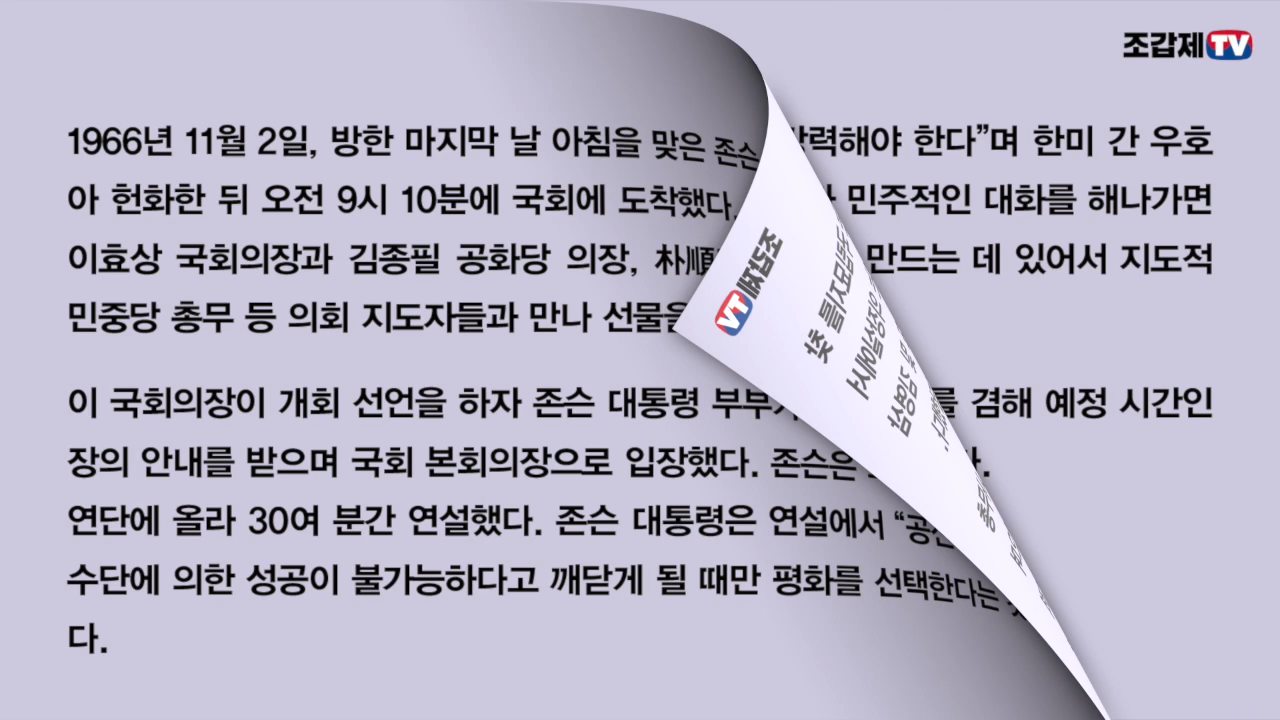 조갑제TV
1966년 11월 2일, 방한 마지막 날 아침을 맞은 존슨 한다”며 한미 간 우호
아 헌화한 뒤 오전 9시 10분에 국회에 도착했다. 민주적인 대화를 해나가면
이효상 국회의장과 김종필 공화당 의장, 朴順 만드는 데 있어서 지도적
민중당 총무 등 의회 지도자들과 만나 선물을
조갑제TV
이 국회의장이 개회 선언을 하자 존슨 대통령 겸해 예정 시간인
장의 안내를 받으며 국회 본회의장으로 입장했다. 존슨은
연단에 올라 30여 분간 연설했다. 존슨 대통령은 연설에서
수단에 의한 성공이 불가능하다고 깨닫게 될 때만 평화를 선택한다는
다.